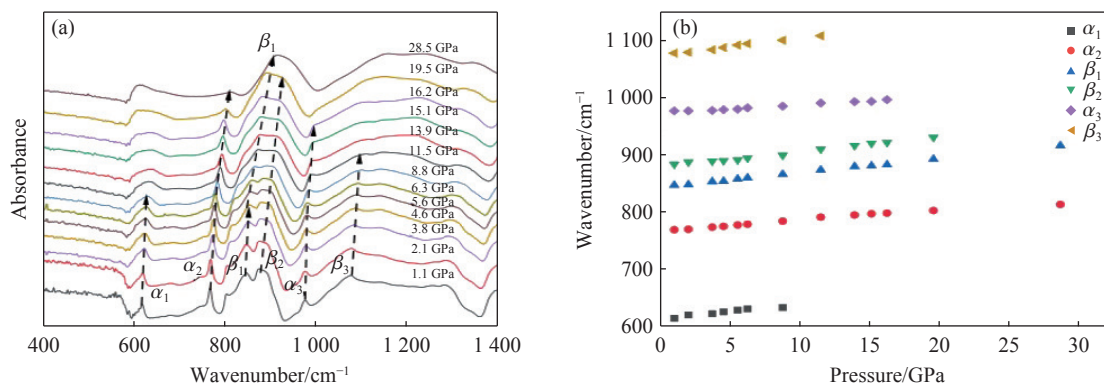 (a)
β₁
28.5 GPa
19.5 GPa
16.2 GPa
15.1 GPa
13.9 GPa
11.5 GPa
8.8 GPa
6.3 GPa
5.6 GPa
4.6 GPa
3.8 GPa
2.1 GPa
1.1 GPa
α₁
α₂
β₁
β₂
α₃
β₃
Absorbance
400 600 800 1 000 1 200 1 400
Wavenumber/cm⁻¹
(b)
α₁
α₂
β₁
β₂
α₃
β₃
1 100
1 000
900
800
700
600
Wavenumber/cm⁻¹
0 5 10 15 20 25 30
Pressure/GPa